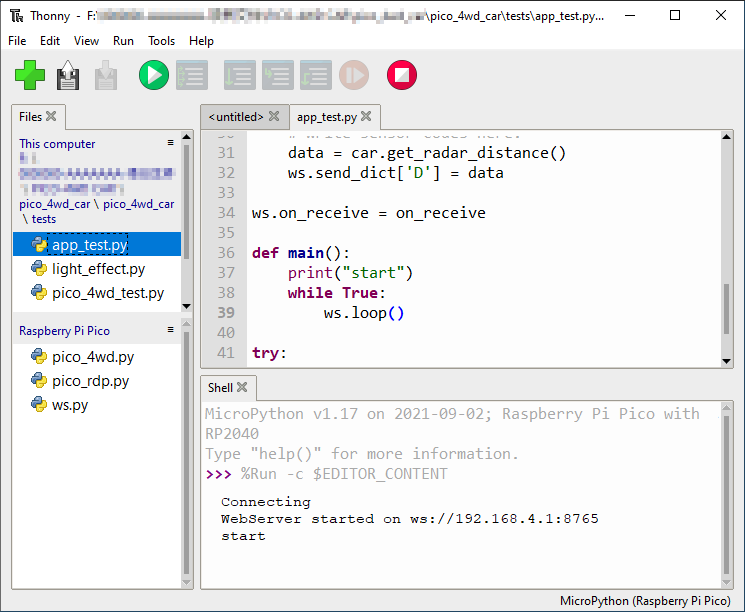 Thonny - F:\ \pico_4wd_car\tests\app_test.py...
File Edit View Run Tools Help
Files
<untitled> app_test.py
This computer
pico_4wd_car \ pico_4wd_car
\ tests
app_test.py
light_effect.py
pico_4wd_test.py
Raspberry Pi Pico
pico_4wd.py
pico_rdp.py
ws.py
30 # write sensor codes here.
31 data = car.get_radar_distance()
32 ws.send_dict['D'] = data
33
34 ws.on_receive = on_receive
35
36 def main():
37 print("start")
38 while True:
39 ws.loop()
40
41 try:
Shell
MicroPython v1.17 on 2021-09-02; Raspberry Pi Pico with
RP2040
Type "help()" for more information.
>>> %Run -c $EDITOR_CONTENT
Connecting
WebServer started on ws://192.168.4.1:8765
start
MicroPython (Raspberry Pi Pico)